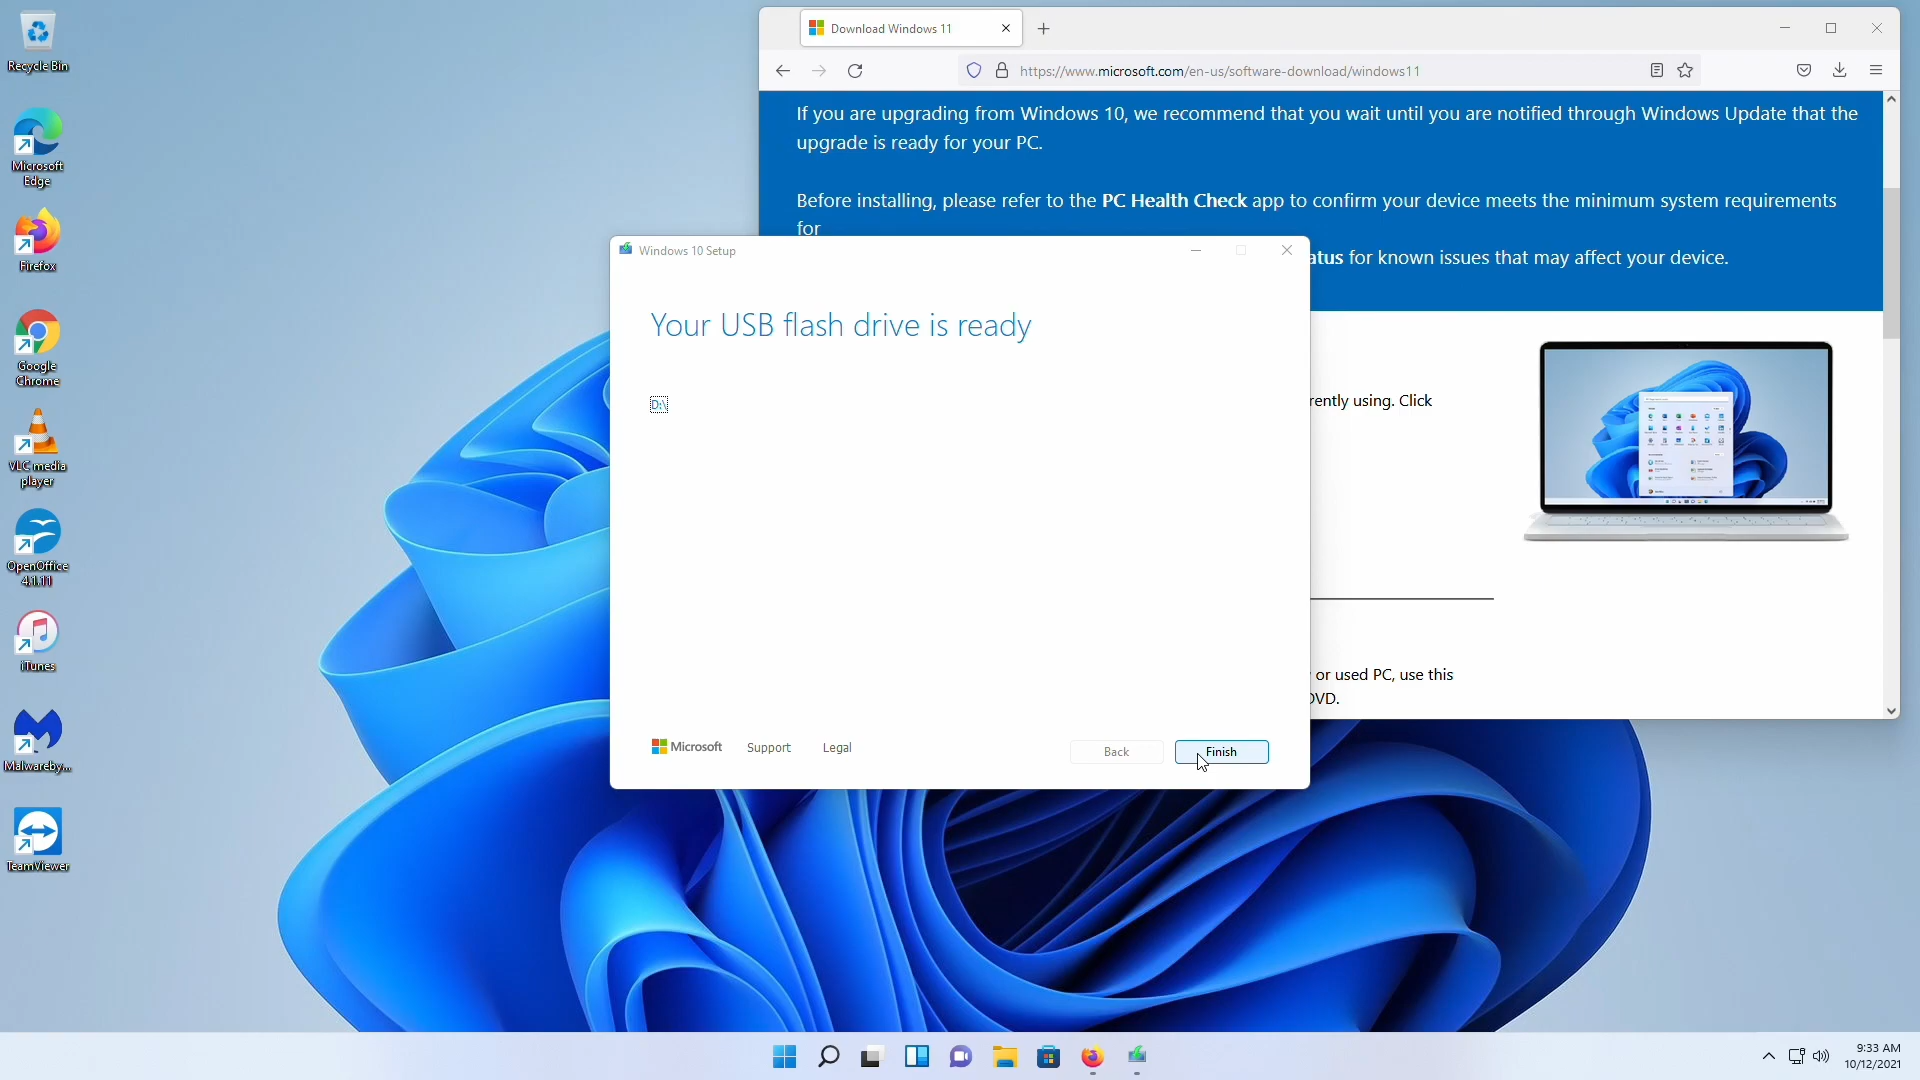 Recycle Bin
Microsoft
Edge
Firefox
Google
Chrome
VLC media
player
OpenOffice
4.1.11
iTunes
Malwareby...
TeamViewer
Download Windows 11
https://www.microsoft.com/en-us/software-download/windows11
If you are upgrading from Windows 10, we recommend that you wait until you are notified through Windows Update that the
upgrade is ready for your PC.
Before installing, please refer to the PC Health Check app to confirm your device meets the minimum system requirements
for
atus for known issues that may affect your device.
rently using. Click
or used PC, use this
DVD.
Windows 10 Setup
Your USB flash drive is ready
D:\
Microsoft
Support
Legal
Back
Finish
9:33 AM
10/12/2021